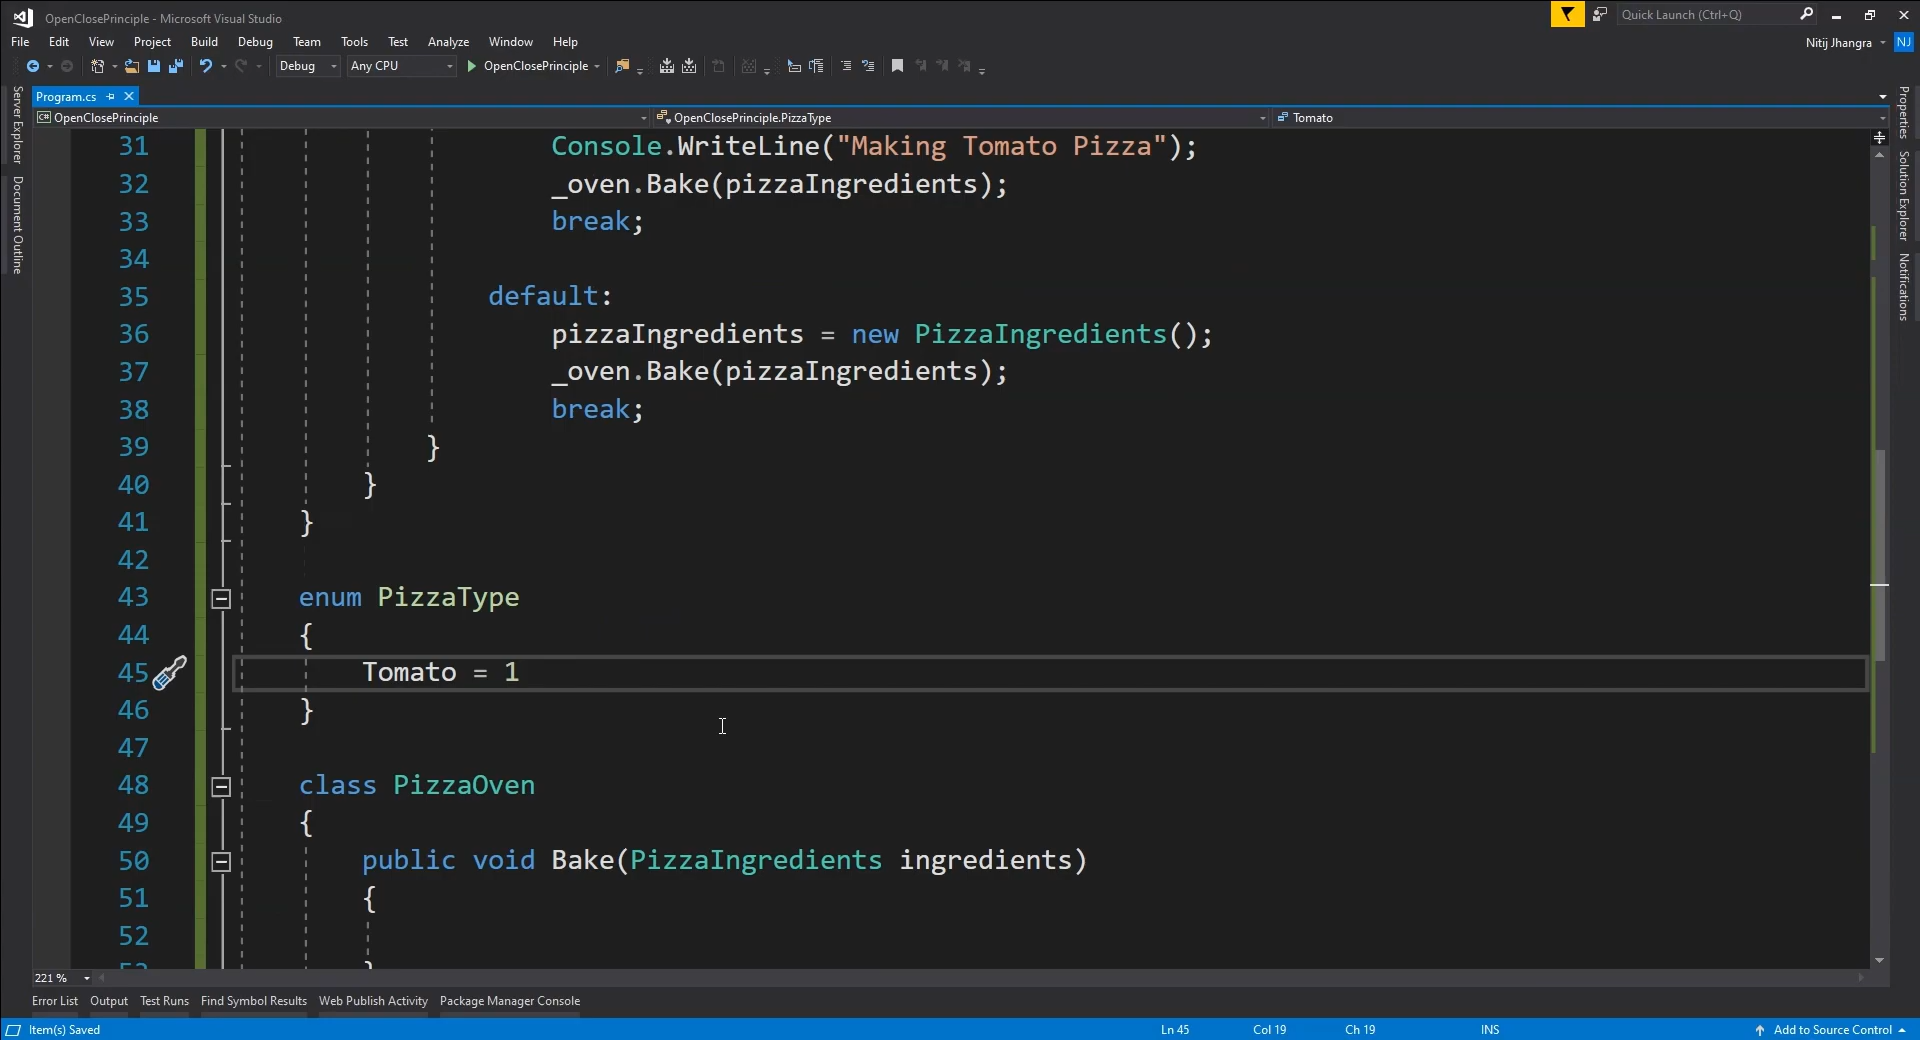 OpenClosePrinciple - Microsoft Visual Studio
Quick Launch (Ctrl+Q)
File Edit View Project Build Debug Team Tools Test Analyze Window Help
Nitij Jhangra NJ
Debug Any CPU OpenClosePrinciple
Server Explorer
Document Outline
Program.cs
OpenClosePrinciple OpenClosePrinciple.PizzaType Tomato
31 Console.WriteLine("Making Tomato Pizza");
32 _oven.Bake(pizzaIngredients);
33 break;
34
35 default:
36 pizzaIngredients = new PizzaIngredients();
37 _oven.Bake(pizzaIngredients);
38 break;
39 }
40 }
41 }
42
43 enum PizzaType
44 {
45 Tomato = 1
46 }
47
48 class PizzaOven
49 {
50 public void Bake(PizzaIngredients ingredients)
51 {
52
Properties
Solution Explorer
Notifications
221 %
Error List Output Test Runs Find Symbol Results Web Publish Activity Package Manager Console
Item(s) Saved Ln 45 Col 19 Ch 19 INS Add to Source Control